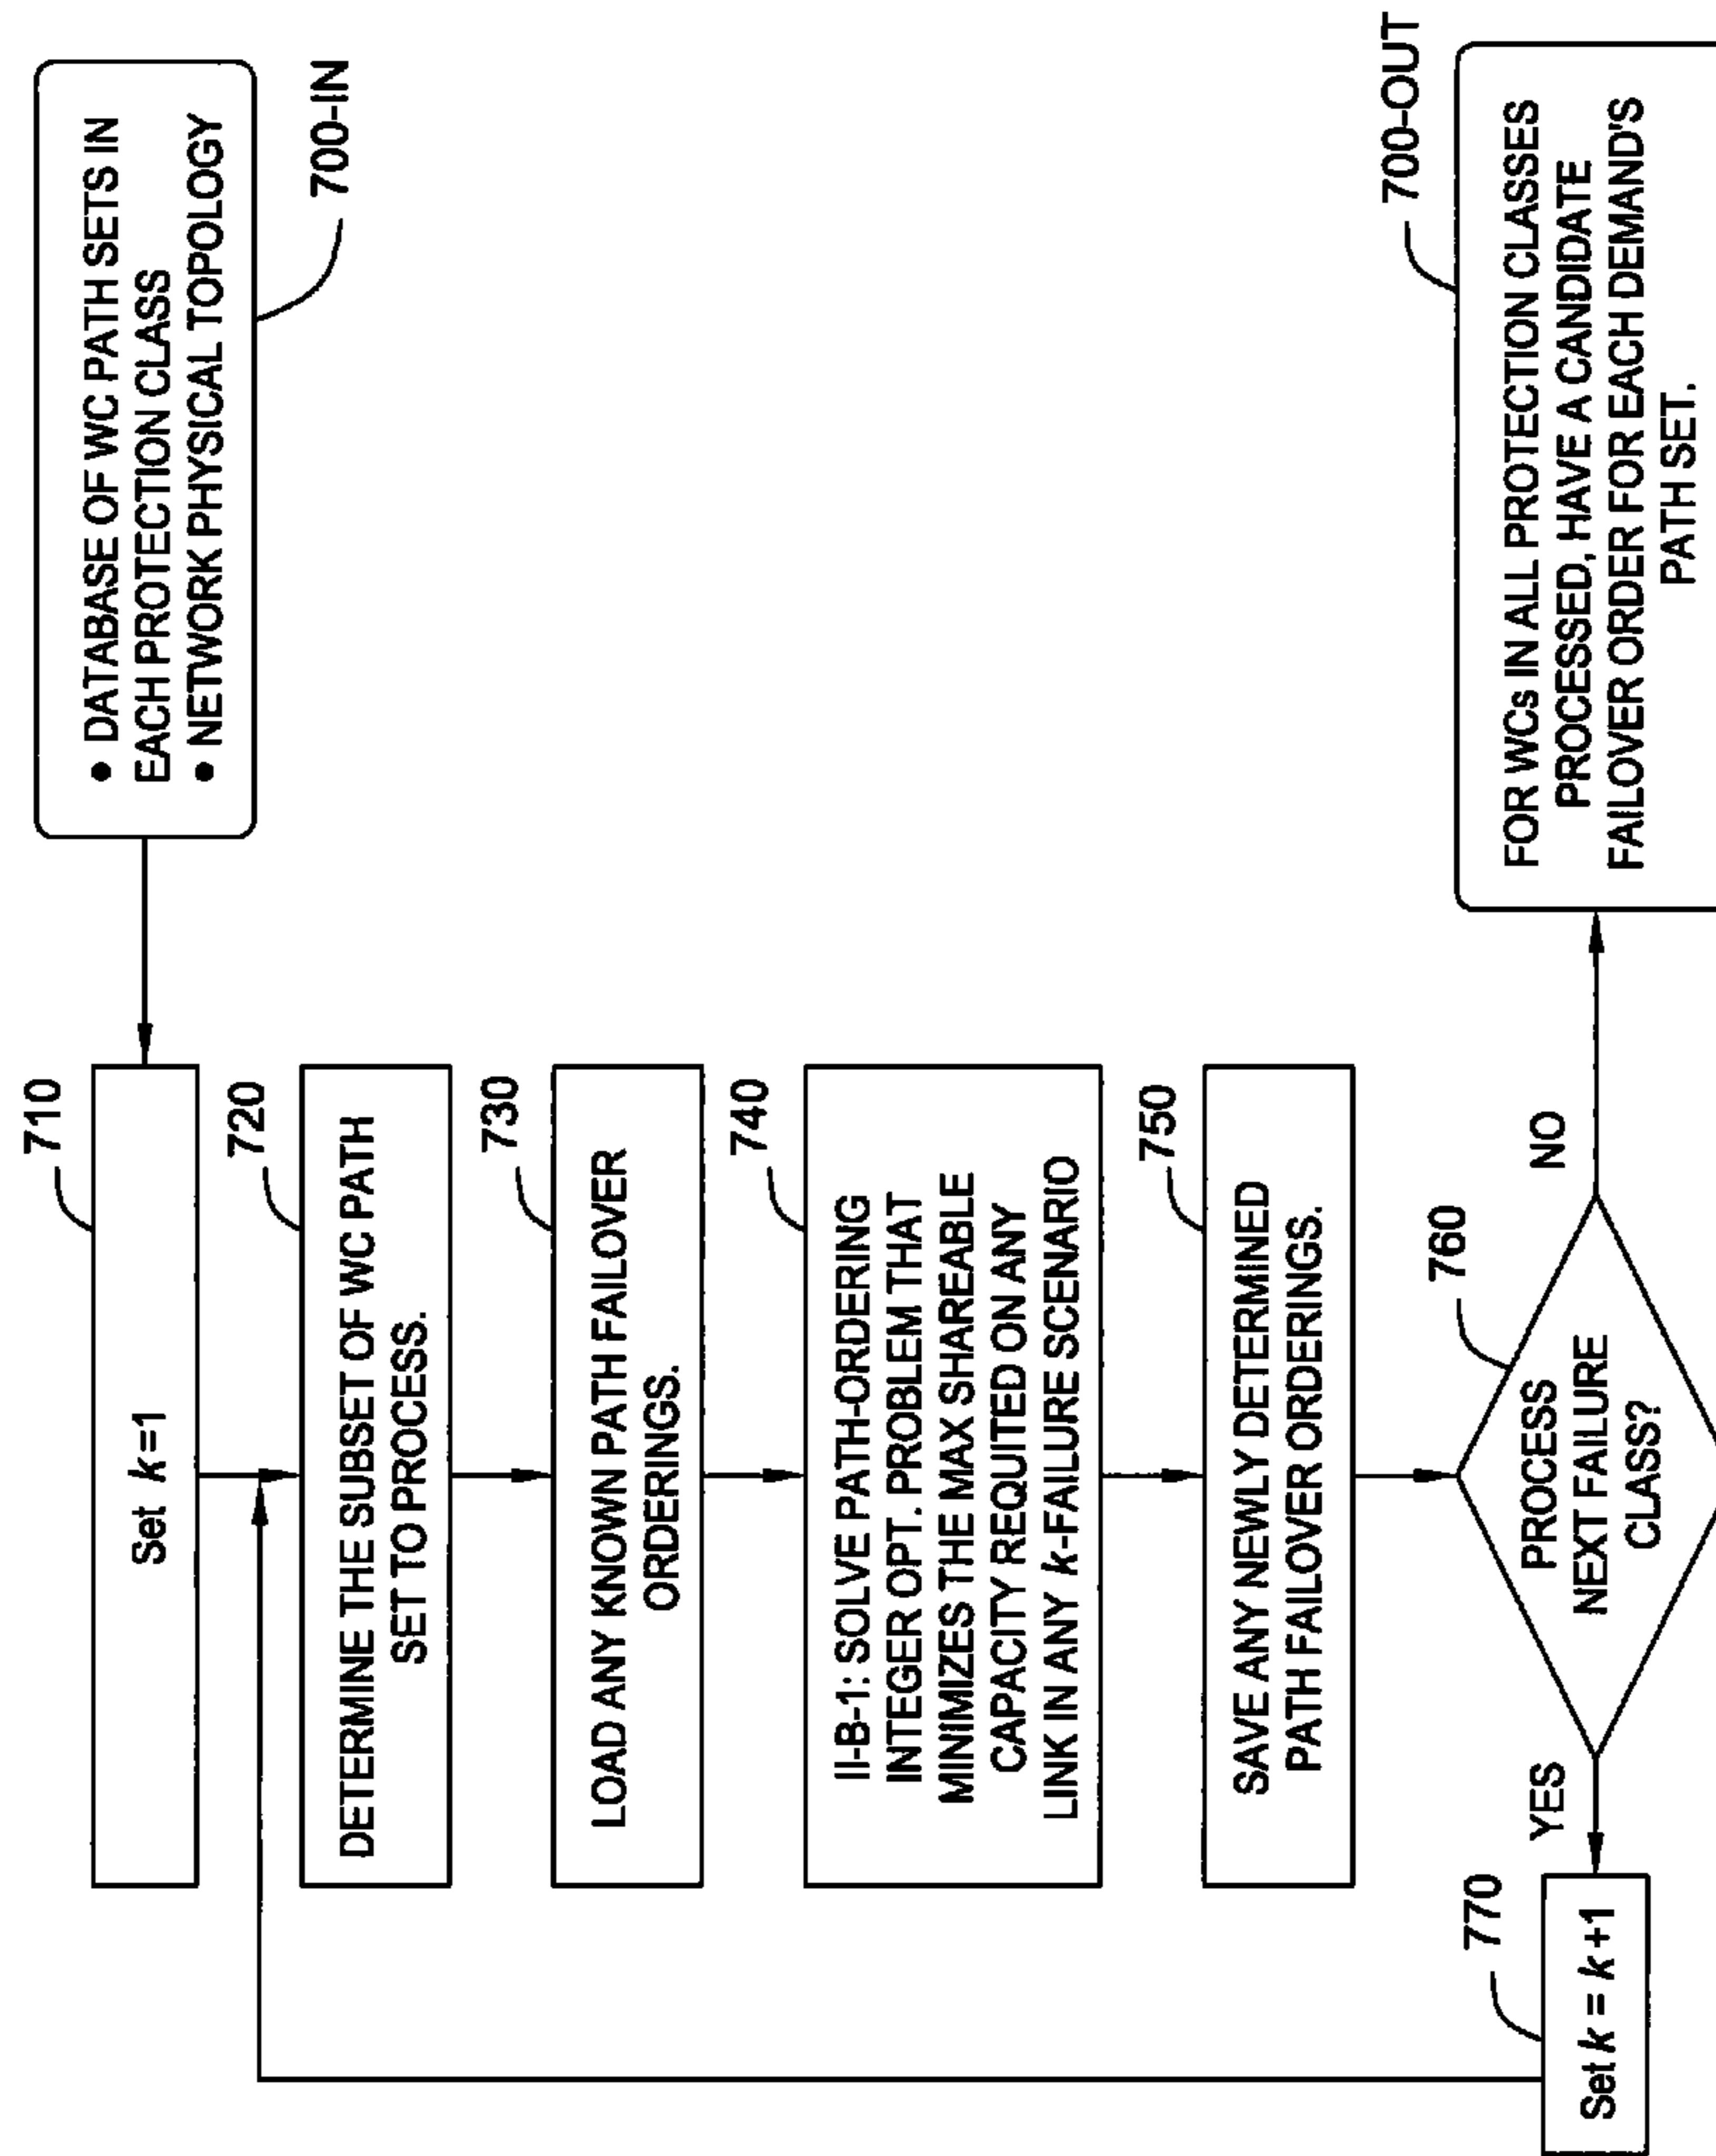 • DATABASE OF WC PATH SETS IN
EACH PROTECTION CLASS
• NETWORK PHYSICAL TOPOLOGY
700-IN
710
Set k=1
720
DETERMINE THE SUBSET OF WC PATH
SET TO PROCESS.
730
LOAD ANY KNOWN PATH FAILOVER
ORDERINGS.
740
II-B-1: SOLVE PATH-ORDERING
INTEGER OPT. PROBLEM THAT
MINIMIZES THE MAX SHAREABLE
CAPACITY REQUITED ON ANY
LINK IN ANY k-FAILURE SCENARIO
750
SAVE ANY NEWLY DETERMINED
PATH FAILOVER ORDERINGS.
760
PROCESS
NEXT FAILURE
CLASS?
YES
NO
770
Set k = k+1
700-OUT
FOR WCs IN ALL PROTECTION CLASSES
PROCESSED, HAVE A CANDIDATE
FAILOVER ORDER FOR EACH DEMAND'S
PATH SET.